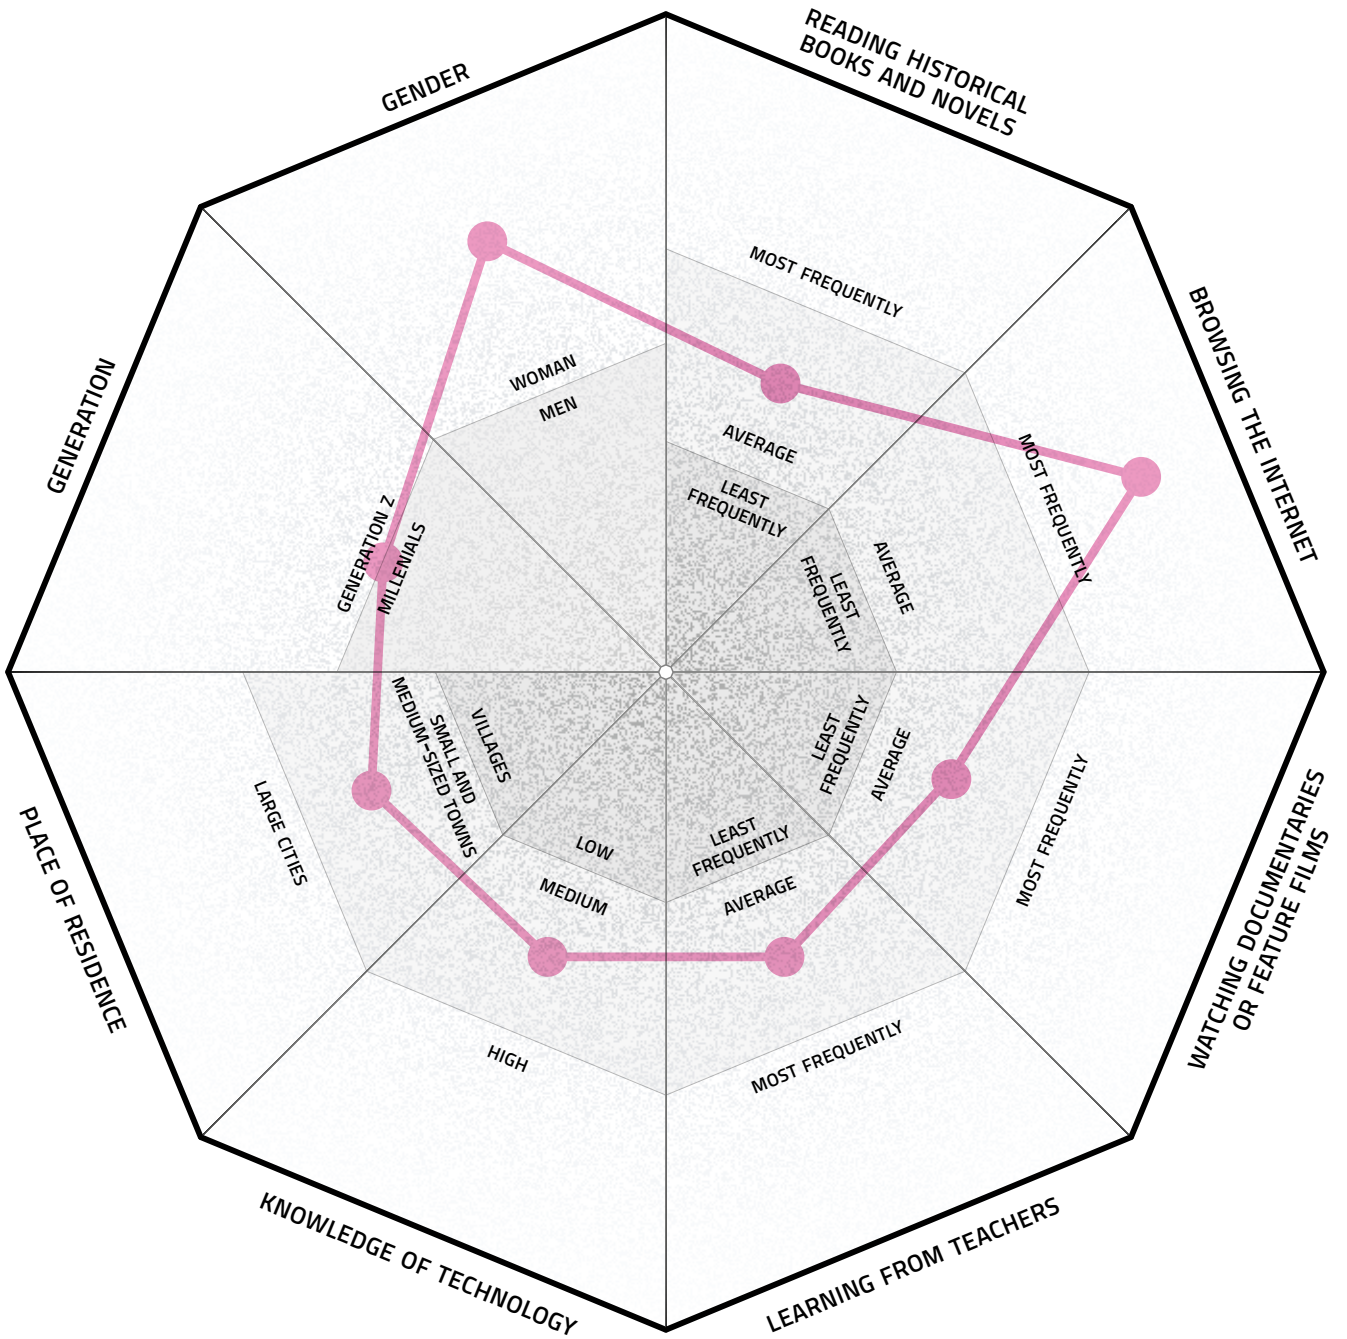 GENDER
READING HISTORICAL
BOOKS AND NOVELS
BROWSING THE INTERNET
GENERATION
MOST FREQUENTLY
AVERAGE
LEAST
FREQUENTLY
WOMAN
MEN
MOST FREQUENTLY
AVERAGE
LEAST
FREQUENTLY
GENERATION Z
MILLENIALS
VILLAGES
SMALL AND
MEDIUM-SIZED TOWNS
LARGE CITIES
PLACE OF RESIDENCE
LEAST
FREQUENTLY
AVERAGE
MOST FREQUENTLY
WATCHING DOCUMENTARIES
OR FEATURE FILMS
LOW
MEDIUM
HIGH
KNOWLEDGE OF TECHNOLOGY
LEAST
FREQUENTLY
AVERAGE
MOST FREQUENTLY
LEARNING FROM TEACHERS